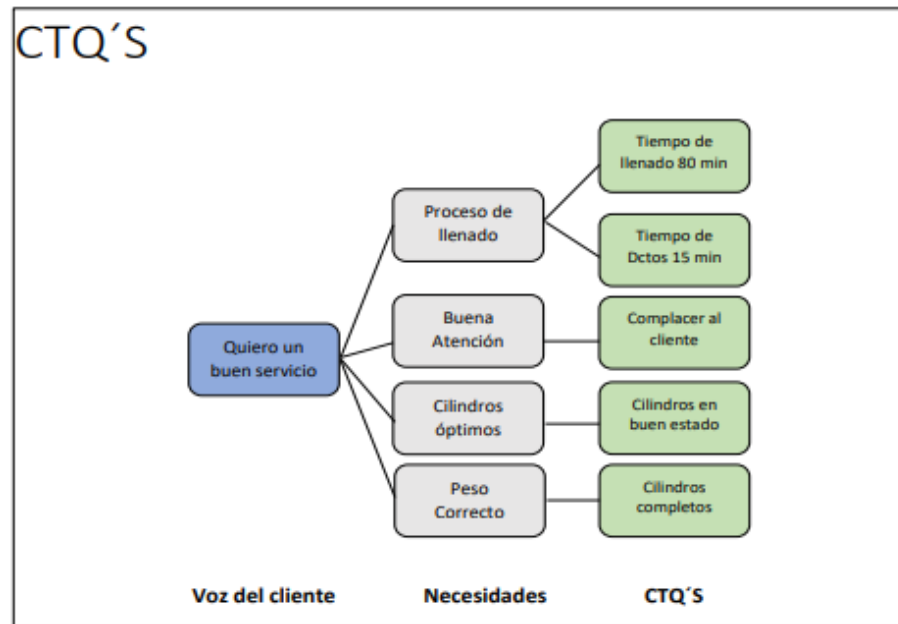 CTQ´S
Tiempo de
llenado 80 min
Proceso de
llenado
Tiempo de
Dctos 15 min
Buena
Atención
Complacer al
cliente
Quiero un
buen servicio
Cilindros
óptimos
Cilindros en
buen estado
Peso
Correcto
Cilindros
completos
Voz del cliente
Necesidades
CTQ´S